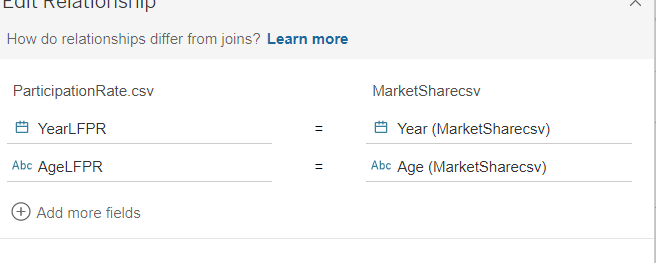 Edit Relationship
How do relationships differ from joins? Learn more
ParticipationRate.csv MarketSharecsv
YearLFPR = Year (MarketSharecsv)
Abc AgeLFPR = Abc Age (MarketSharecsv)
Add more fields